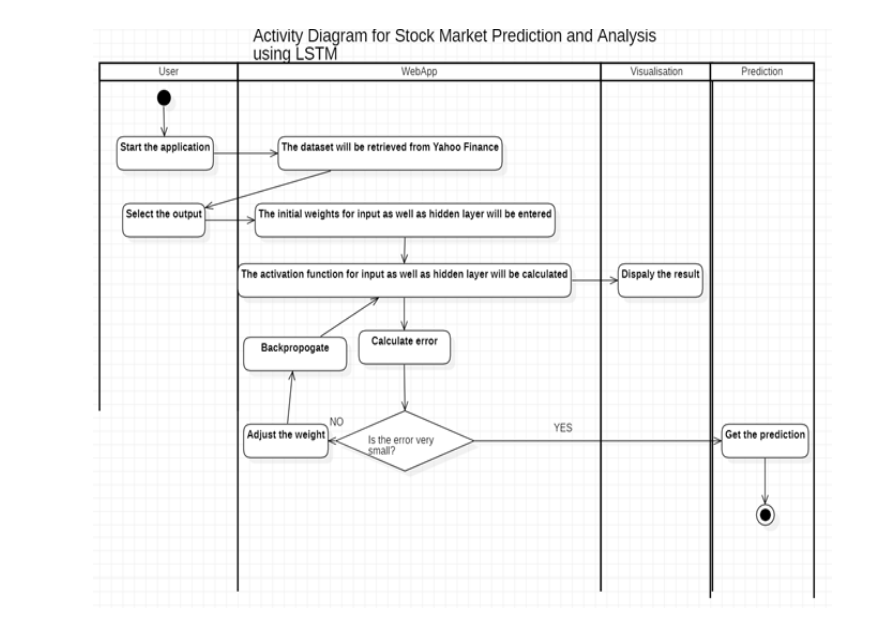 Activity Diagram for Stock Market Prediction and Analysis
using LSTM
User
WebApp
Visualisation
Prediction
Start the application
The dataset will be retrieved from Yahoo Finance
Select the output
The initial weights for input as well as hidden layer will be entered
The activation function for input as well as hidden layer will be calculated
Dispaly the result
Backpropogate
Calculate error
Adjust the weight
NO
Is the error very
small?
YES
Get the prediction